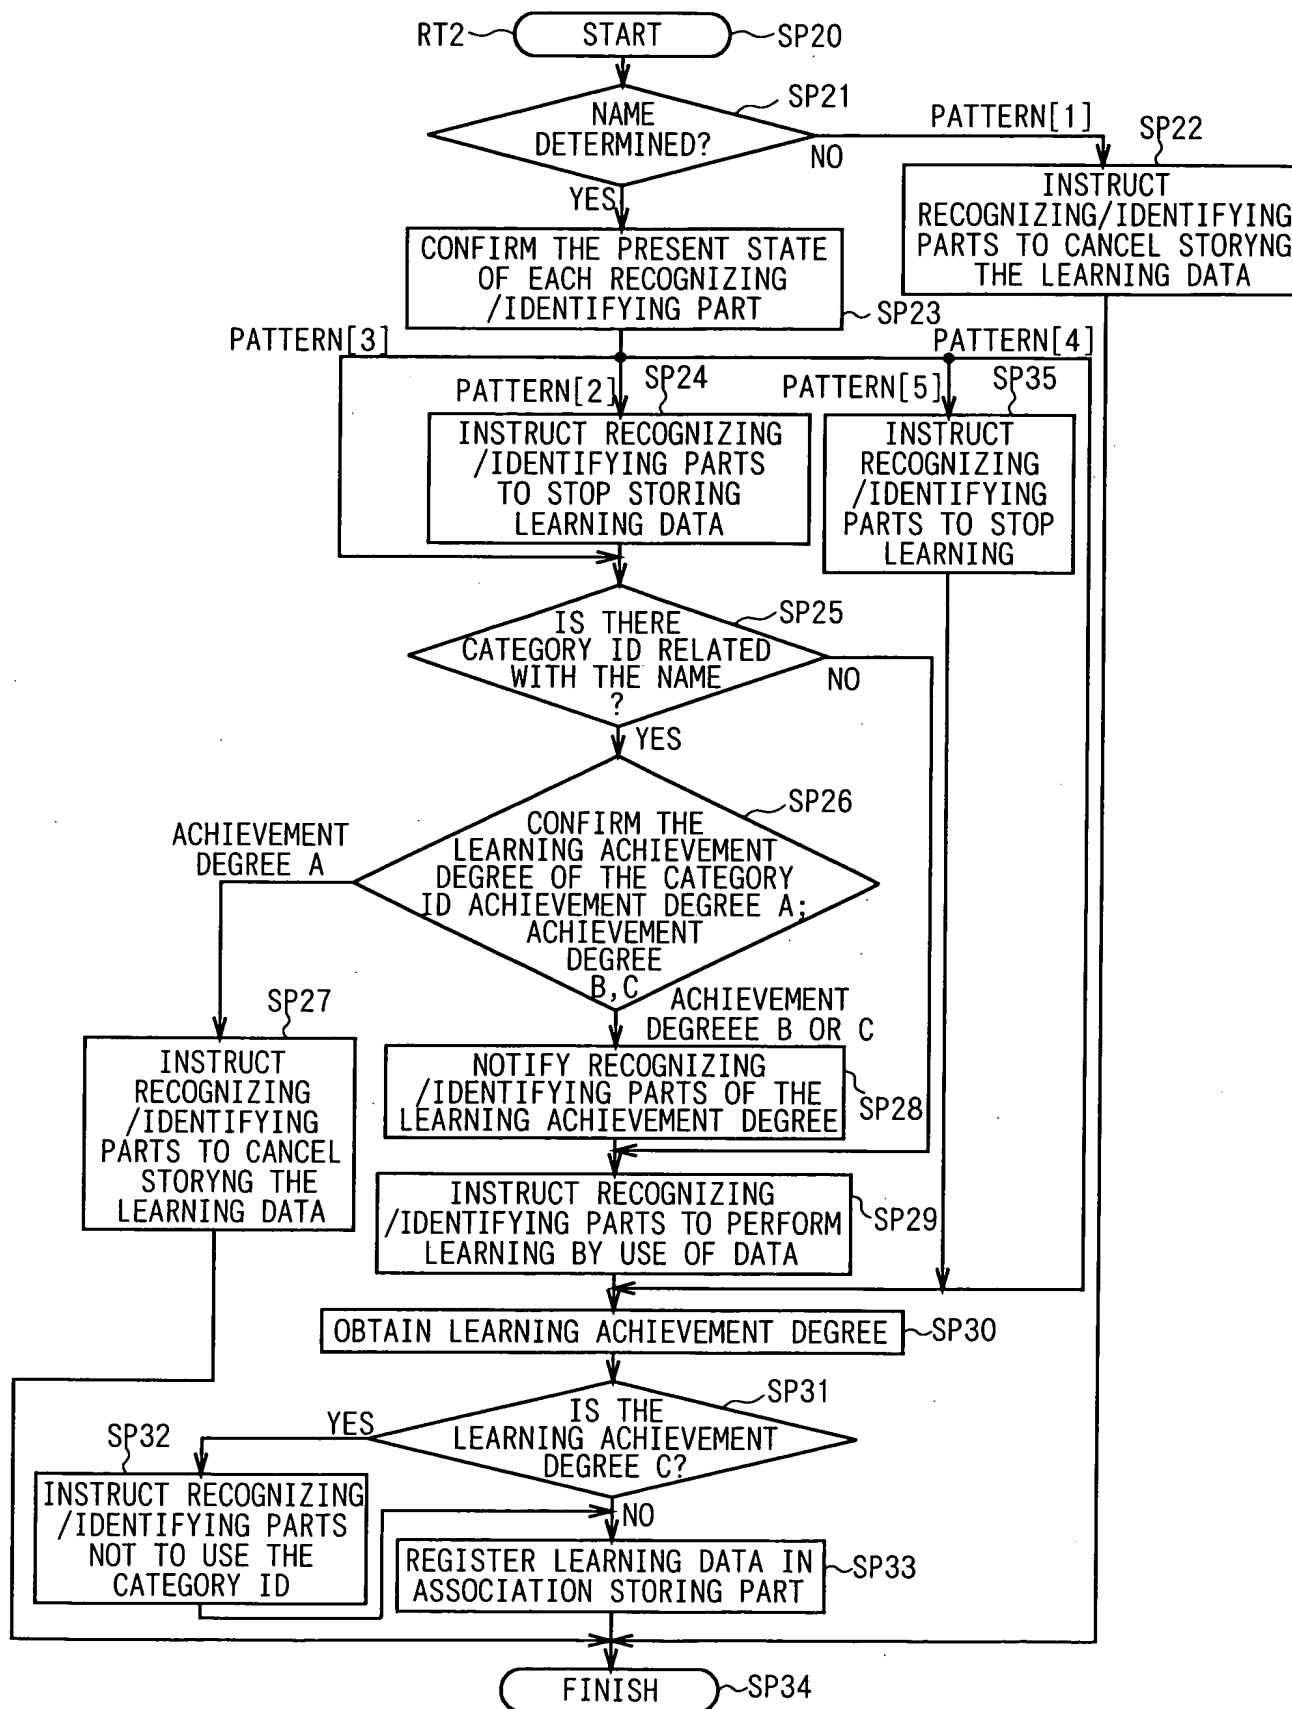 RT2
START
SP20
NAME
DETERMINED?
SP21
PATTERN[1]
NO
SP22
YES
INSTRUCT
RECOGNIZING/IDENTIFYING
PARTS TO CANCEL STORYNG
THE LEARNING DATA
CONFIRM THE PRESENT STATE
OF EACH RECOGNIZING
/IDENTIFYING PART
SP23
PATTERN[3]
PATTERN[4]
PATTERN[2]
SP24
PATTERN[5]
SP35
INSTRUCT RECOGNIZING
/IDENTIFYING PARTS
TO STOP STORING
LEARNING DATA
INSTRUCT
RECOGNIZING
/IDENTIFYING
PARTS TO STOP
LEARNING
IS THERE
CATEGORY ID RELATED
WITH THE NAME
?
SP25
NO
YES
SP26
CONFIRM THE
LEARNING ACHIEVEMENT
DEGREE OF THE CATEGORY
ID ACHIEVEMENT DEGREE A;
ACHIEVEMENT
DEGREE
B,C
ACHIEVEMENT
DEGREE A
SP27
ACHIEVEMENT
DEGREEE B OR C
INSTRUCT
RECOGNIZING
/IDENTIFYING
PARTS TO CANCEL
STORYNG THE
LEARNING DATA
NOTIFY RECOGNIZING
/IDENTIFYING PARTS OF THE
LEARNING ACHIEVEMENT DEGREE
SP28
INSTRUCT RECOGNIZING
/IDENTIFYING PARTS TO PERFORM
LEARNING BY USE OF DATA
SP29
OBTAIN LEARNING ACHIEVEMENT DEGREE
SP30
IS THE
LEARNING ACHIEVEMENT
DEGREE C?
SP31
YES
SP32
NO
INSTRUCT RECOGNIZING
/IDENTIFYING PARTS
NOT TO USE THE
CATEGORY ID
REGISTER LEARNING DATA IN
ASSOCIATION STORING PART
SP33
FINISH
SP34